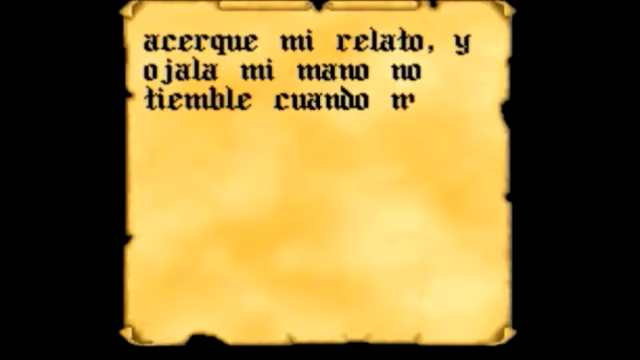 acerque mi relato, y
ojala mi mano no
tiemble cuando